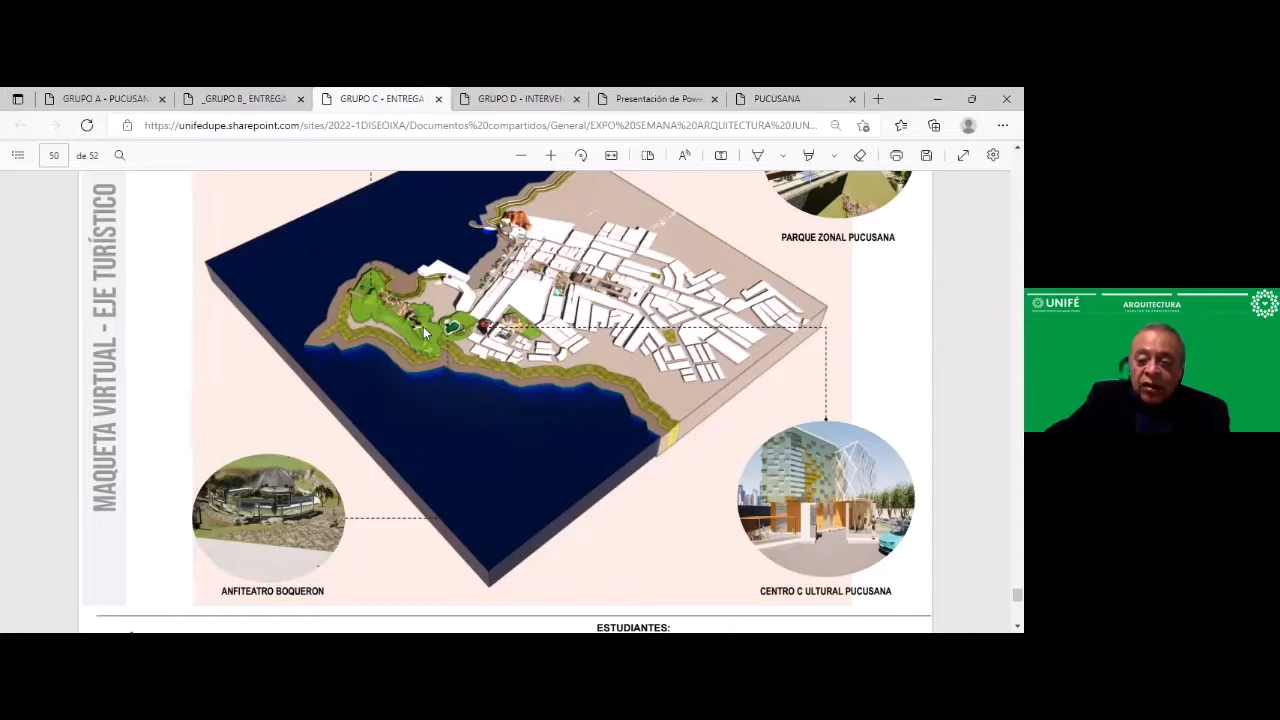 GRUPO A - PUCUSAN
_GRUPO B_ ENTREGA
GRUPO C - ENTREGA
GRUPO D - INTERVEN
Presentación de Powe
PUCUSANA
https://unifedupe.sharepoint.com/sites/2022-1DISEOIXA/Documentos%20compartidos/General/EXPO%20SEMANA%20ARQUITECTURA%20JUN...
50
de 52
MAQUETA VIRTUAL - EJE TURÍSTICO
PARQUE ZONAL PUCUSANA
ANFITEATRO BOQUERON
CENTRO C ULTURAL PUCUSANA
ESTUDIANTES:
UNIFÉ
ARQUITECTURA